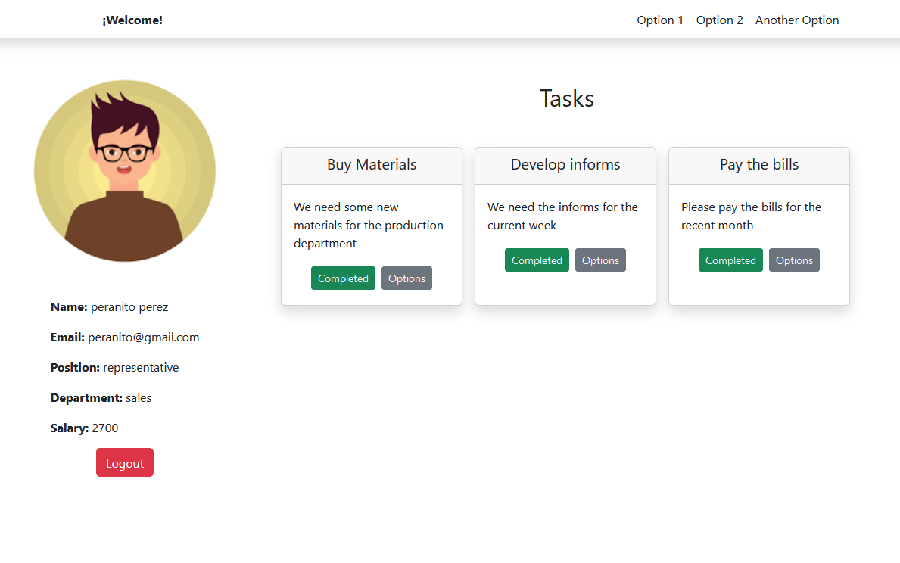 ¡Welcome!
Option 1 Option 2 Another Option
Tasks
Buy Materials
We need some new
materials for the production
department
Completed Options
Develop informs
We need the informs for the
current week
Completed Options
Pay the bills
Please pay the bills for the
recent month
Completed Options
Name: peranito perez
Email: peranito@gmail.com
Position: representative
Department: sales
Salary: 2700
Logout